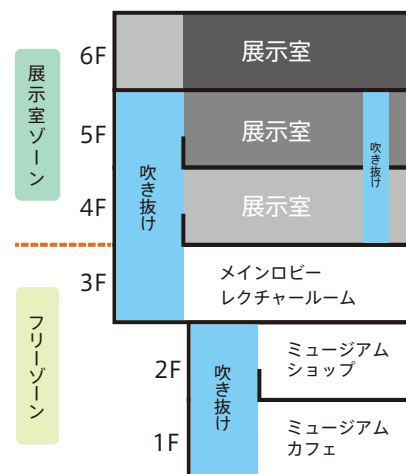 展示室ゾーン
フリーゾーン
6F
展示室
5F
展示室
吹き抜け
4F
展示室
吹き抜け
3F
メインロビー
レクチャールーム
2F
ミュージアム
ショップ
吹き抜け
1F
ミュージアム
カフェ